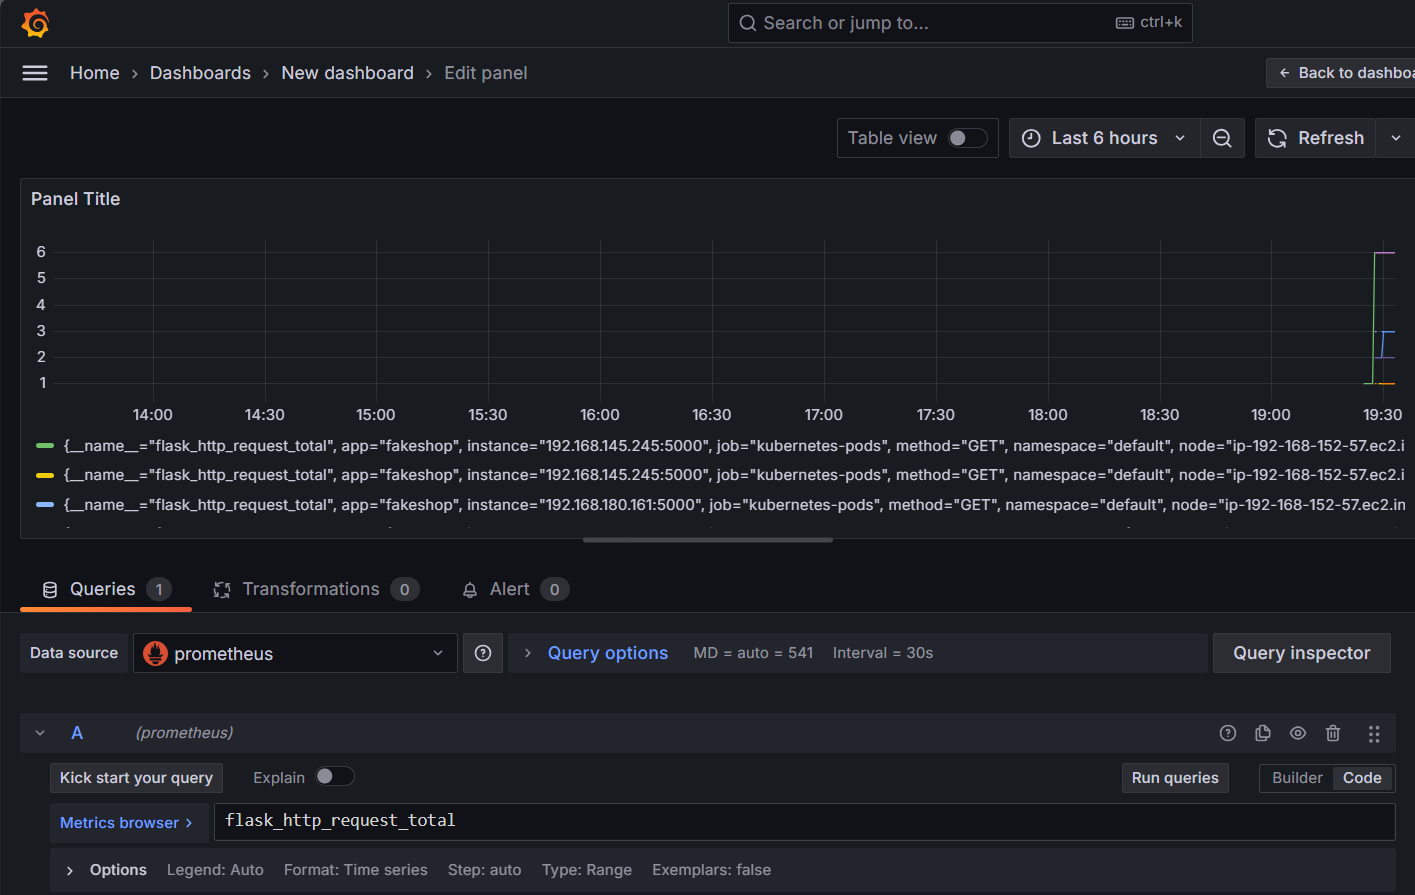 Search or jump to... ctrl+k
Home › Dashboards › New dashboard › Edit panel
Back to dashboa
Table view Last 6 hours Refresh
Panel Title
6
5
4
3
2
1
14:00 14:30 15:00 15:30 16:00 16:30 17:00 17:30 18:00 18:30 19:00 19:30
{__name__="flask_http_request_total", app="fakeshop", instance="192.168.145.245:5000", job="kubernetes-pods", method="GET", namespace="default", node="ip-192-168-152-57.ec2.i
{__name__="flask_http_request_total", app="fakeshop", instance="192.168.145.245:5000", job="kubernetes-pods", method="GET", namespace="default", node="ip-192-168-152-57.ec2.i
{__name__="flask_http_request_total", app="fakeshop", instance="192.168.180.161:5000", job="kubernetes-pods", method="GET", namespace="default", node="ip-192-168-152-57.ec2.in
Queries 1 Transformations 0 Alert 0
Data source prometheus Query options MD = auto = 541 Interval = 30s Query inspector
A (prometheus)
Kick start your query Explain Run queries Builder Code
Metrics browser › flask_http_request_total
Options Legend: Auto Format: Time series Step: auto Type: Range Exemplars: false